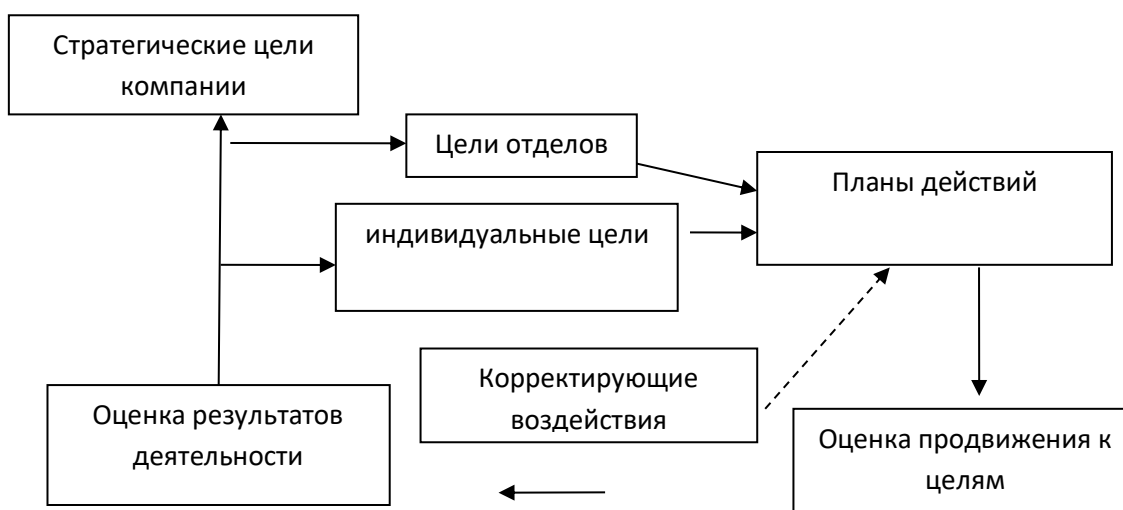 Стратегические цели
компании
Цели отделов
Планы действий
индивидуальные цели
Корректирующие
воздействия
Оценка результатов
деятельности
Оценка продвижения к
целям